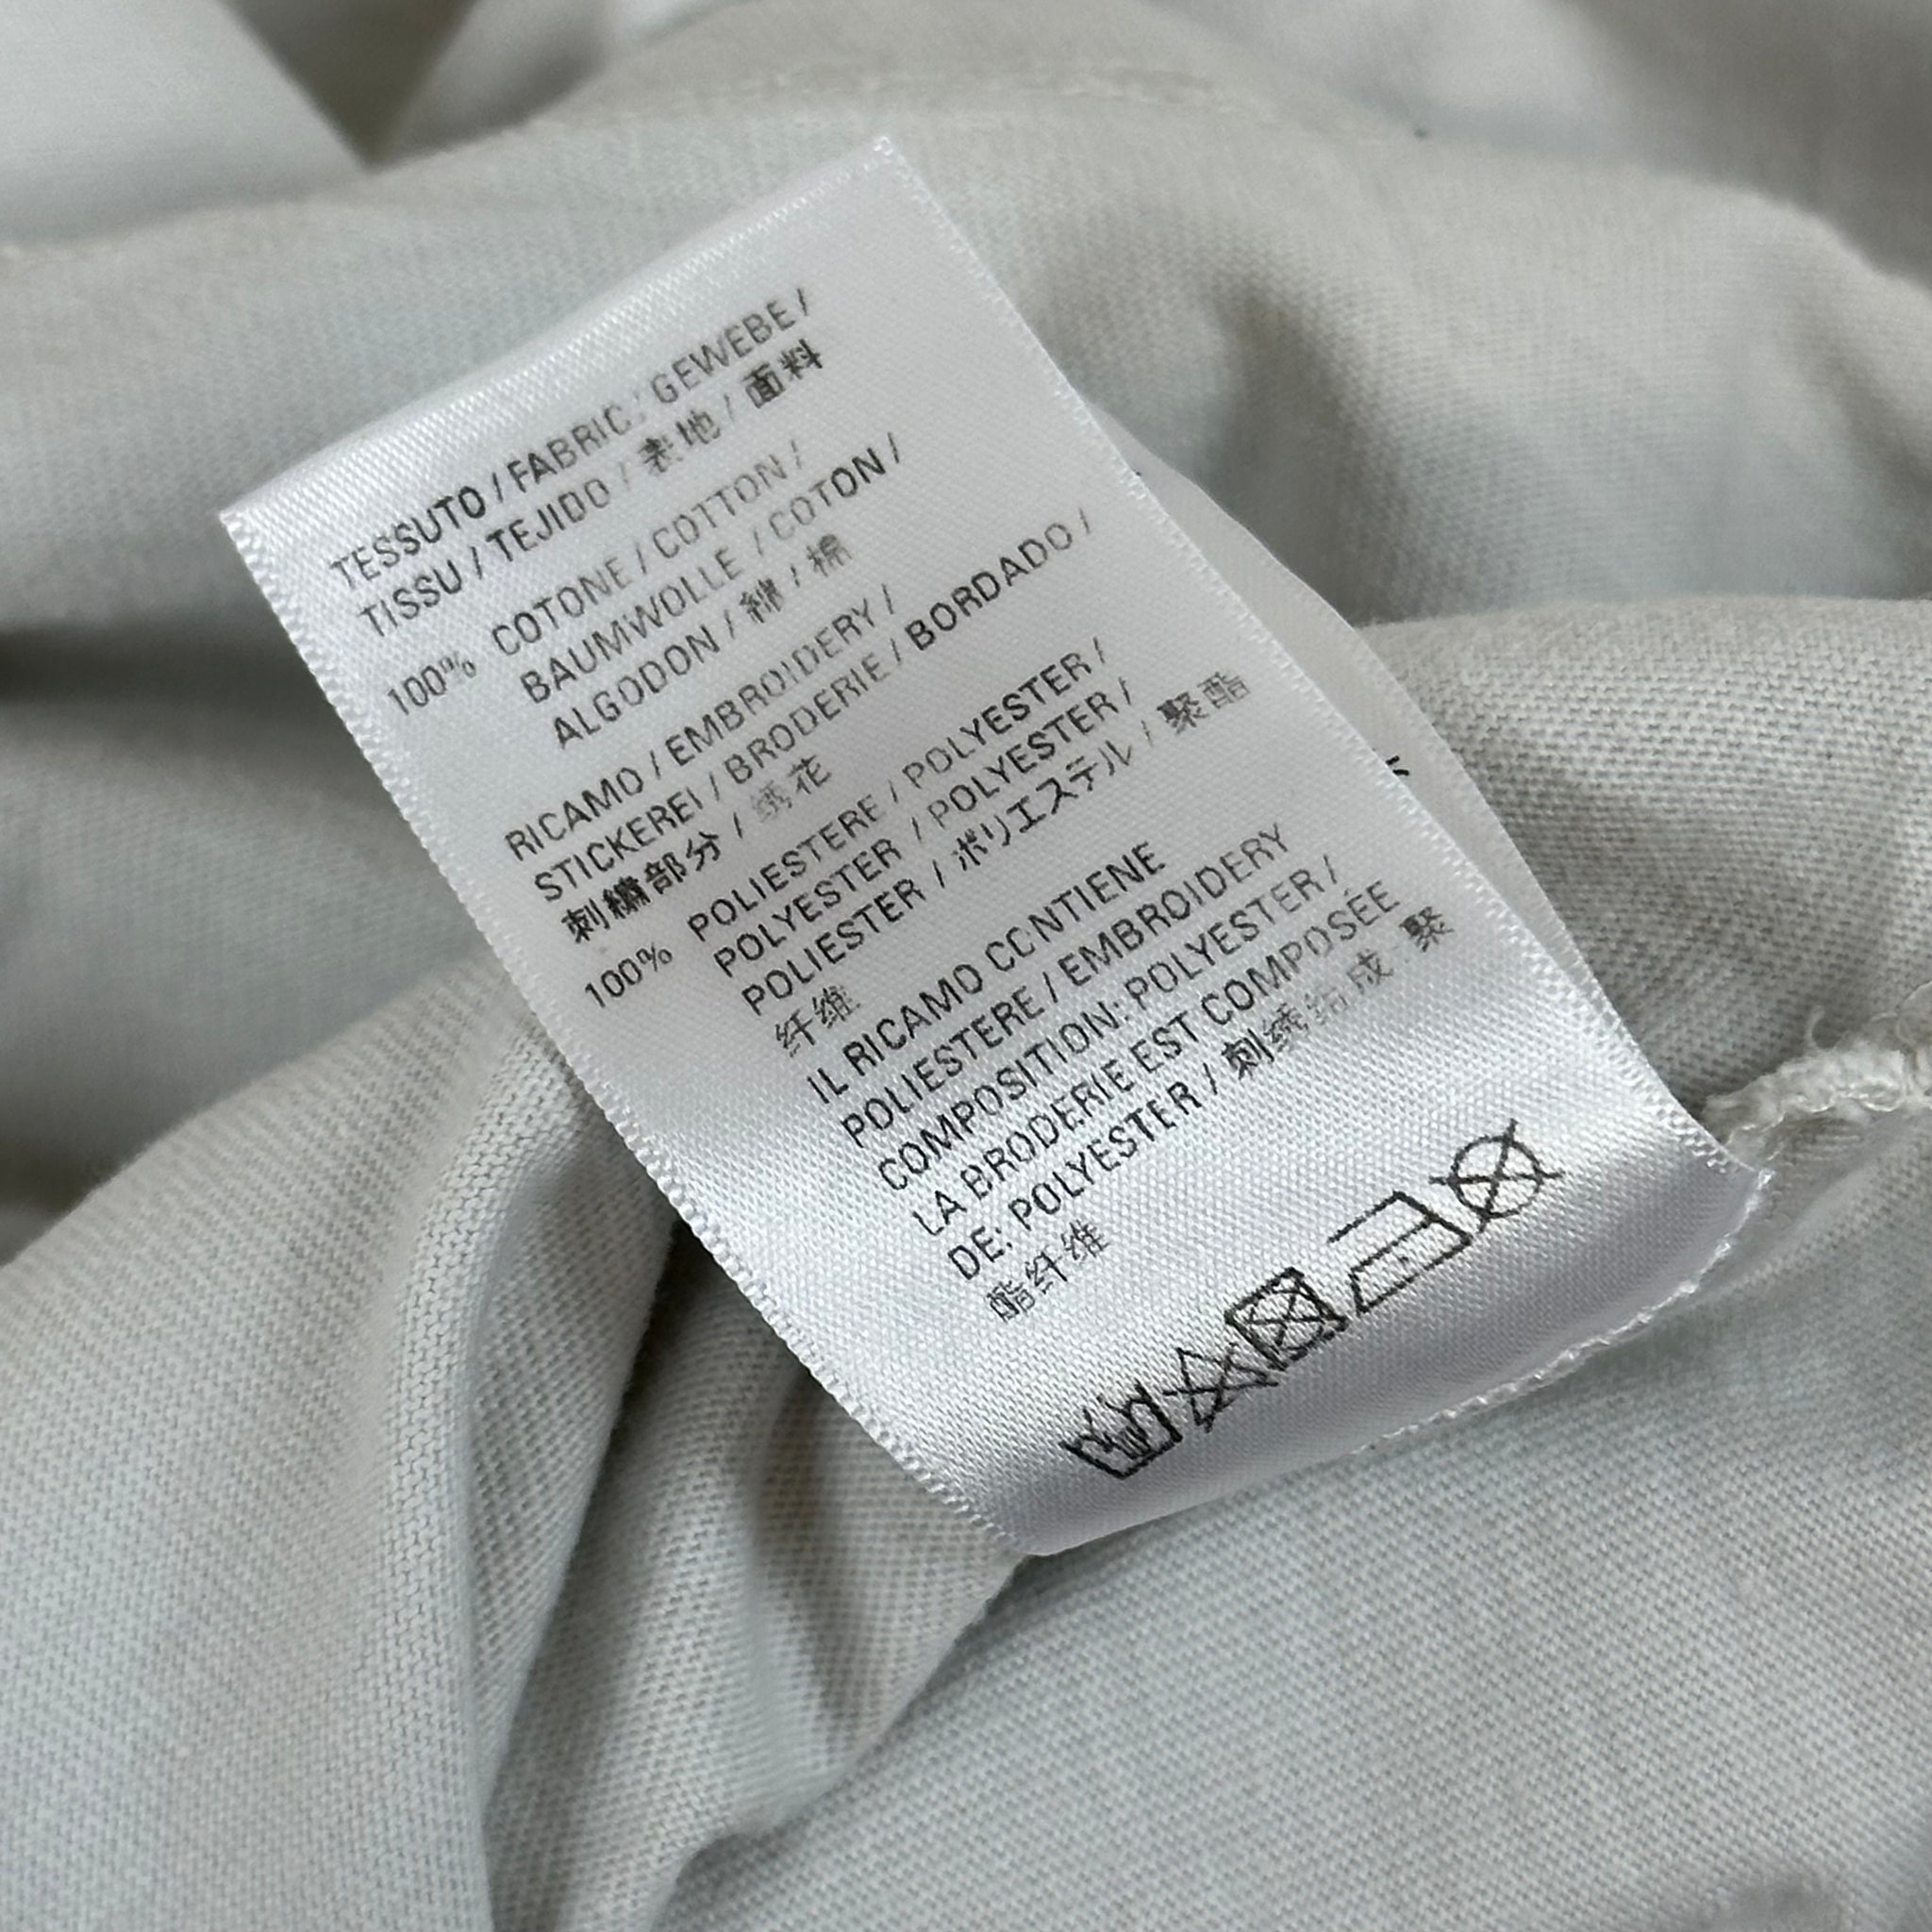 TESSUTO / FABRIC / GEWEBE /
TISSU / TEJIDO / 表地 / 面料
100% COTONE / COTTON /
BAUMWOLLE / COTON /
ALGODON / 綿 / 棉
RICAMO / EMBROIDERY /
STICKEREI / BRODERIE / BORDADO /
刺繍部分 / 绣花
100% POLIESTERE / POLYESTER /
POLYESTER / POLYESTER /
POLIESTER / ポリエステル / 聚酯
纤维
IL RICAMO CONTIENE
POLIESTERE / EMBROIDERY
COMPOSITION: POLYESTER /
LA BRODERIE EST COMPOSÉE
DE: POLYESTER / 刺绣 成 聚
酯纤维